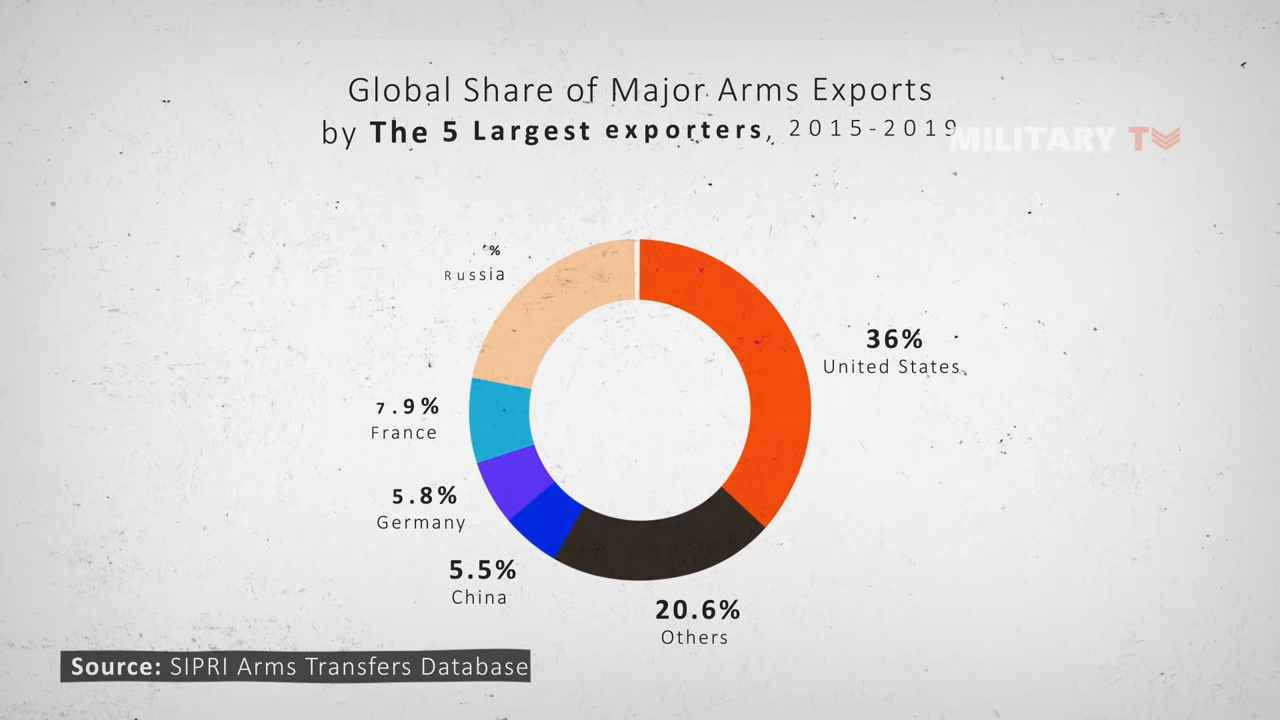 Global Share of Major Arms Exports
by The 5 Largest exporters, 2015-2019
MILITARY TV
%
Russia
36%
United States
7.9%
France
5.8%
Germany
5.5%
China
20.6%
Others
Source: SIPRI Arms Transfers Database